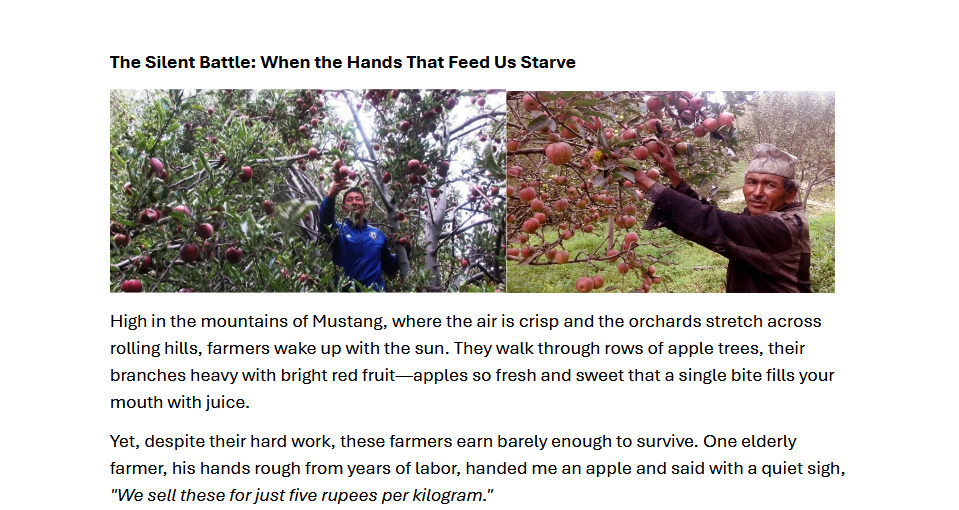 The Silent Battle: When the Hands That Feed Us Starve
High in the mountains of Mustang, where the air is crisp and the orchards stretch across
rolling hills, farmers wake up with the sun. They walk through rows of apple trees, their
branches heavy with bright red fruit—apples so fresh and sweet that a single bite fills your
mouth with juice.
Yet, despite their hard work, these farmers earn barely enough to survive. One elderly
farmer, his hands rough from years of labor, handed me an apple and said with a quiet sigh,
"We sell these for just five rupees per kilogram."